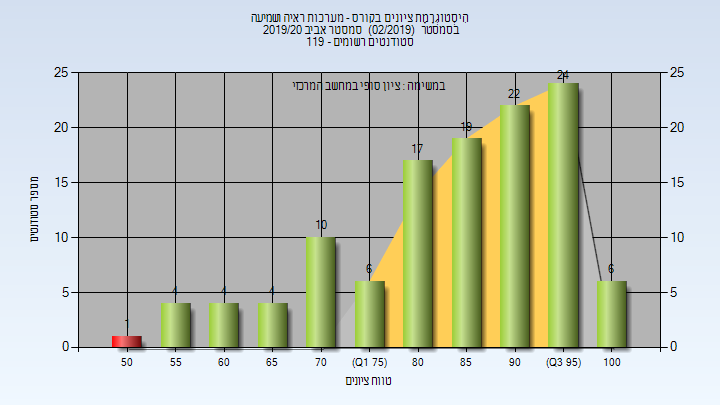 הִיסְטוֹגְרָמַת ציונים בקורס - מערכות ראיה ושמיעה
בסמסטר (02/2019) סמסטר אביב 2019/20
סטודנטים רשומים - 119
במשימה : ציון סופי במחשב המרכזי
25 25
20 20
15 15
10 10
5 5
0 0
1 4 4 4 10 6 17 19 22 24 6
50 55 60 65 70 (Q1 75) 80 85 90 (Q3 95) 100
מספר סטודנטים
טווח ציונים